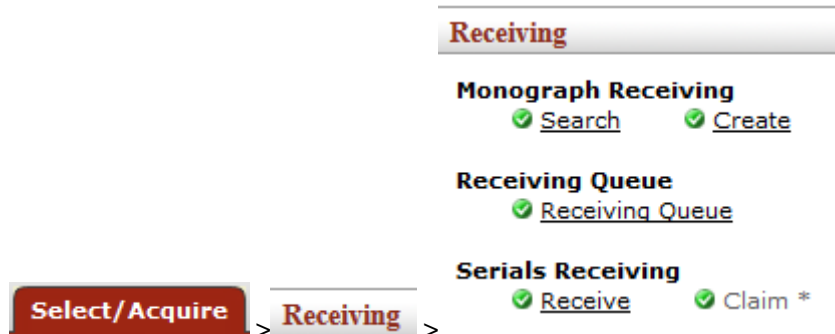 Receiving
Monograph Receiving
Search Create
Receiving Queue
Receiving Queue
Serials Receiving
Receive Claim *
Select/Acquire > Receiving >